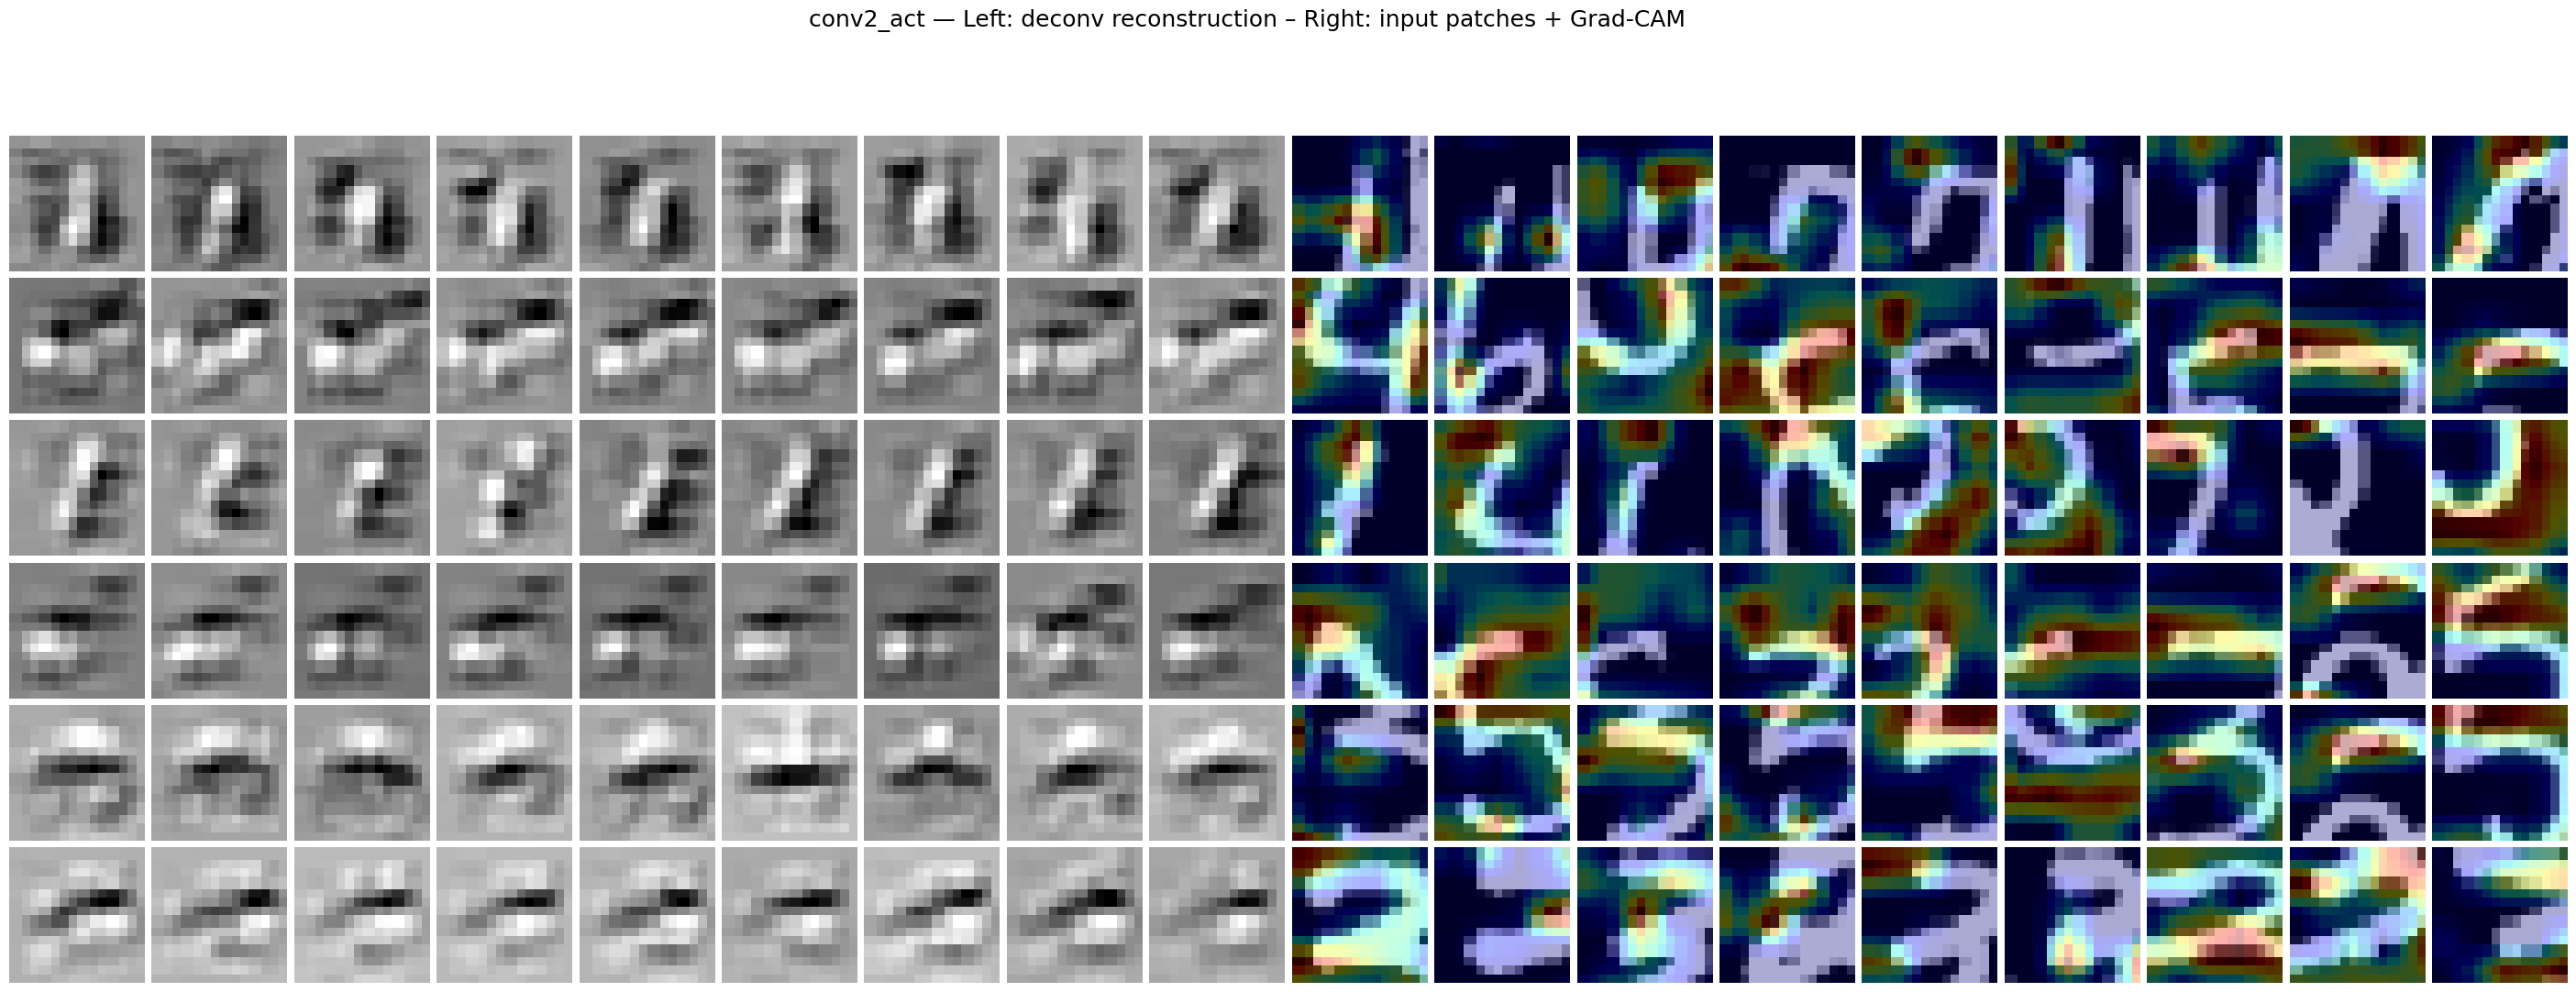 conv2_act — Left: deconv reconstruction – Right: input patches + Grad-CAM